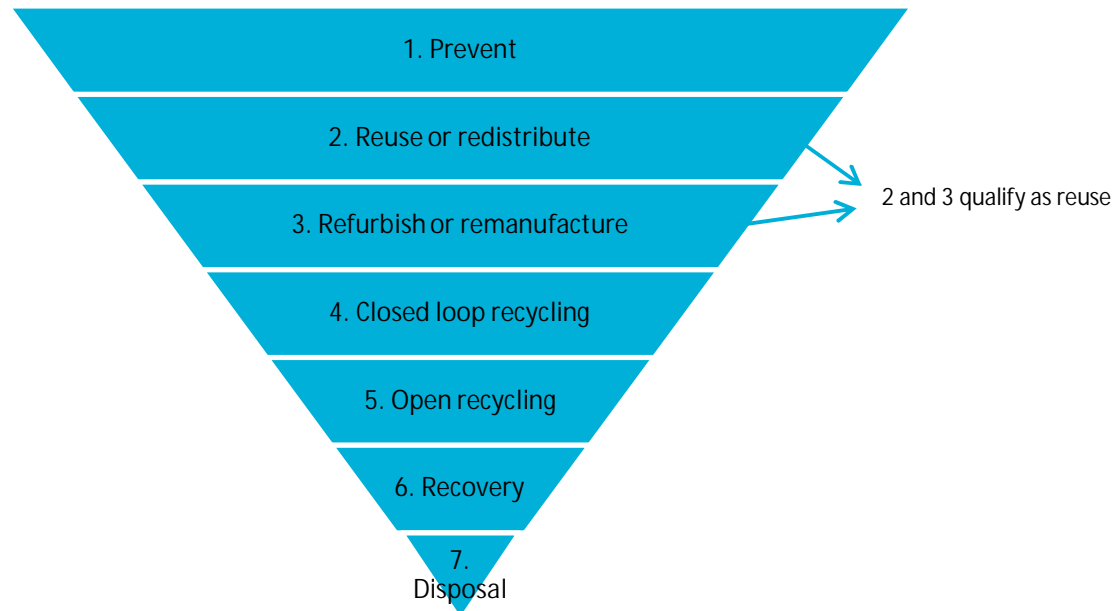 1. Prevent
2. Reuse or redistribute
2 and 3 qualify as reuse
3. Refurbish or remanufacture
4. Closed loop recycling
5. Open recycling
6. Recovery
7.
Disposal